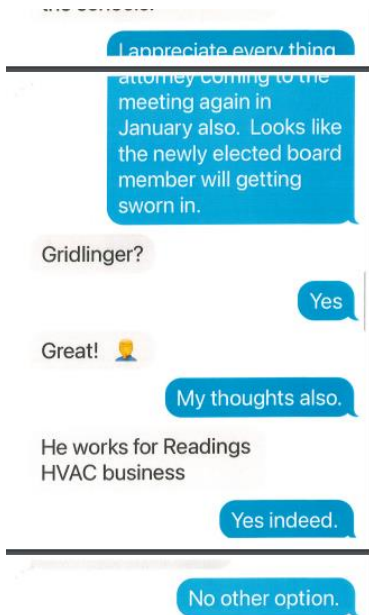 I appreciate every thing
attorney coming to the
meeting again in
January also.  Looks like
the newly elected board
member will getting
sworn in.
Gridlinger?
Yes
Great! 🤦‍♂️
My thoughts also.
He works for Readings
HVAC business
Yes indeed.
No other option.